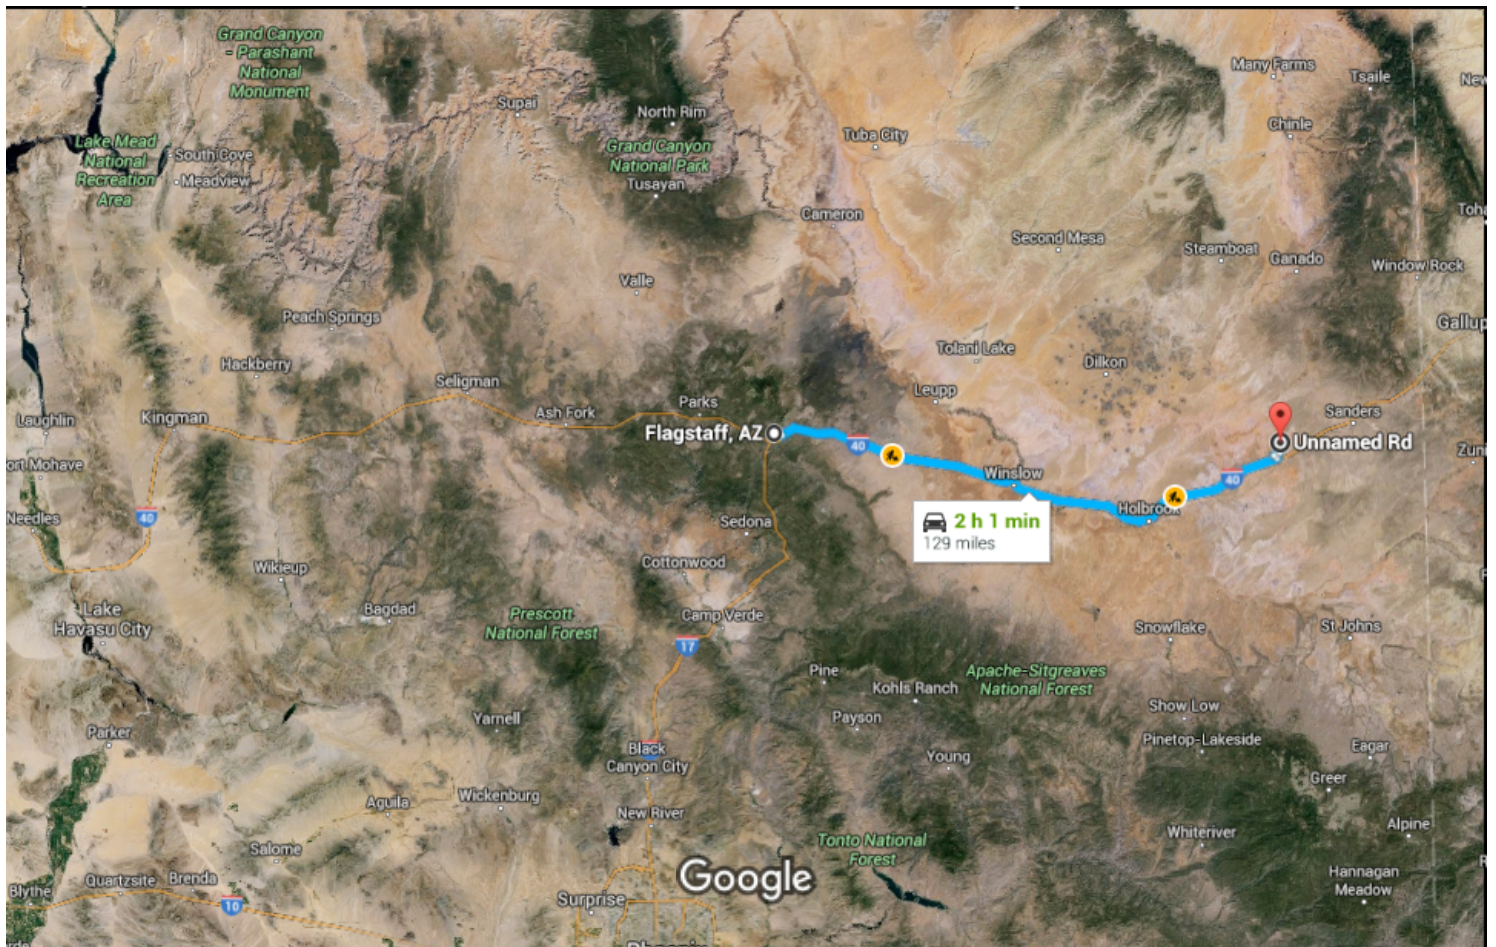 Grand Canyon
- Parashant
National
Monument
Many Farms
Tsaile
New
Supai
North Rim
Chinle
Tuba City
Lake Mead
National
Recreation
Area
South Cove
Meadview
Grand Canyon
National Park
Tusayan
Cameron
Toha
Second Mesa
Steamboat
Ganado
Window Rock
Valle
Peach Springs
Gallup
Tolani Lake
Dilkon
Hackberry
Seligman
Leupp
Parks
Ash Fork
Sanders
Laughlin
Kingman
Flagstaff, AZ
40
Unnamed Rd
Zuni
ort Mohave
Winslow
40
Holbrook
Needles
40
Sedona
2 h 1 min
129 miles
Cottonwood
Wikieup
Lake
Havasu City
Bagdad
Prescott
National Forest
Camp Verde
17
Snowflake
St Johns
Pine
Kohls Ranch
Apache-Sitgreaves
National Forest
Show Low
Payson
Yarnell
Parker
Pinetop-Lakeside
Eagar
Black
Canyon City
Young
Greer
Aguila
Wickenburg
New River
Alpine
Whiteriver
Tonto National
Forest
Salome
Google
Quartzsite
Brenda
Blythe
10
Surprise
Hannagan
Meadow
Phoenix